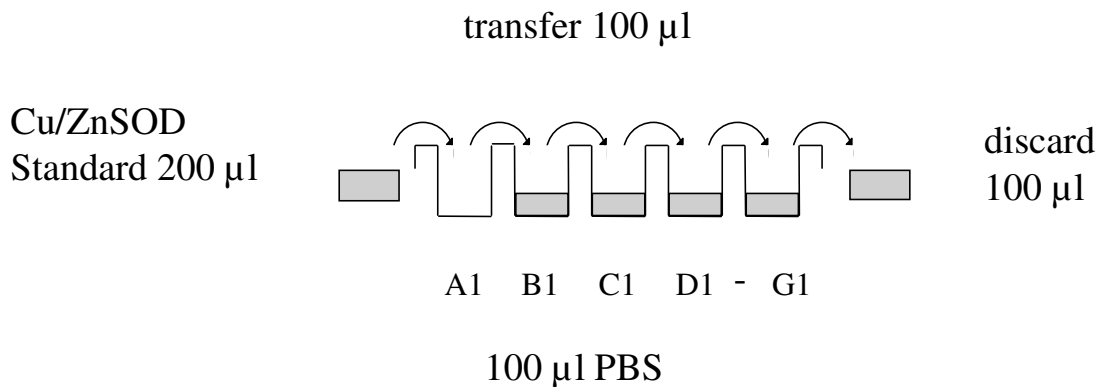 transfer 100 µl
Cu/ZnSOD
Standard 200 µl
discard
100 µl
A1 B1 C1 D1 - G1
100 µl PBS